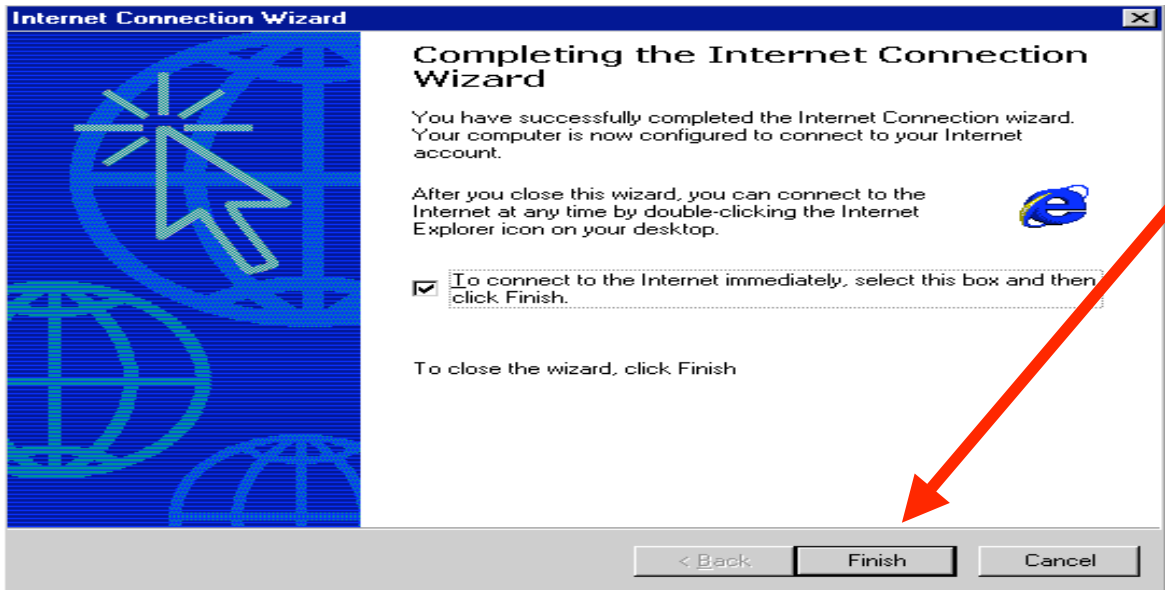 Internet Connection Wizard
Completing the Internet Connection
Wizard
You have successfully completed the Internet Connection wizard.
Your computer is now configured to connect to your Internet
account.
After you close this wizard, you can connect to the
Internet at any time by double-clicking the Internet
Explorer icon on your desktop.
To connect to the Internet immediately, select this box and then
click Finish.
To close the wizard, click Finish
< Back
Finish
Cancel